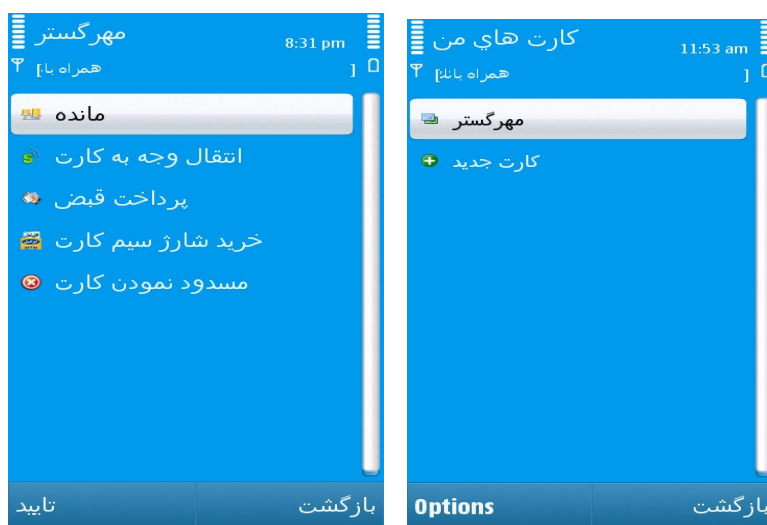 مهرگستر
8:31 pm
[همراه با]
مانده
انتقال وجه به کارت
پرداخت قبض
خرید شارژ سیم کارت
مسدود نمودن کارت
تایید
بازگشت
کارت هاي من
11:53 am
[همراه بانک]
مهرگستر
کارت جدید
Options
بازگشت